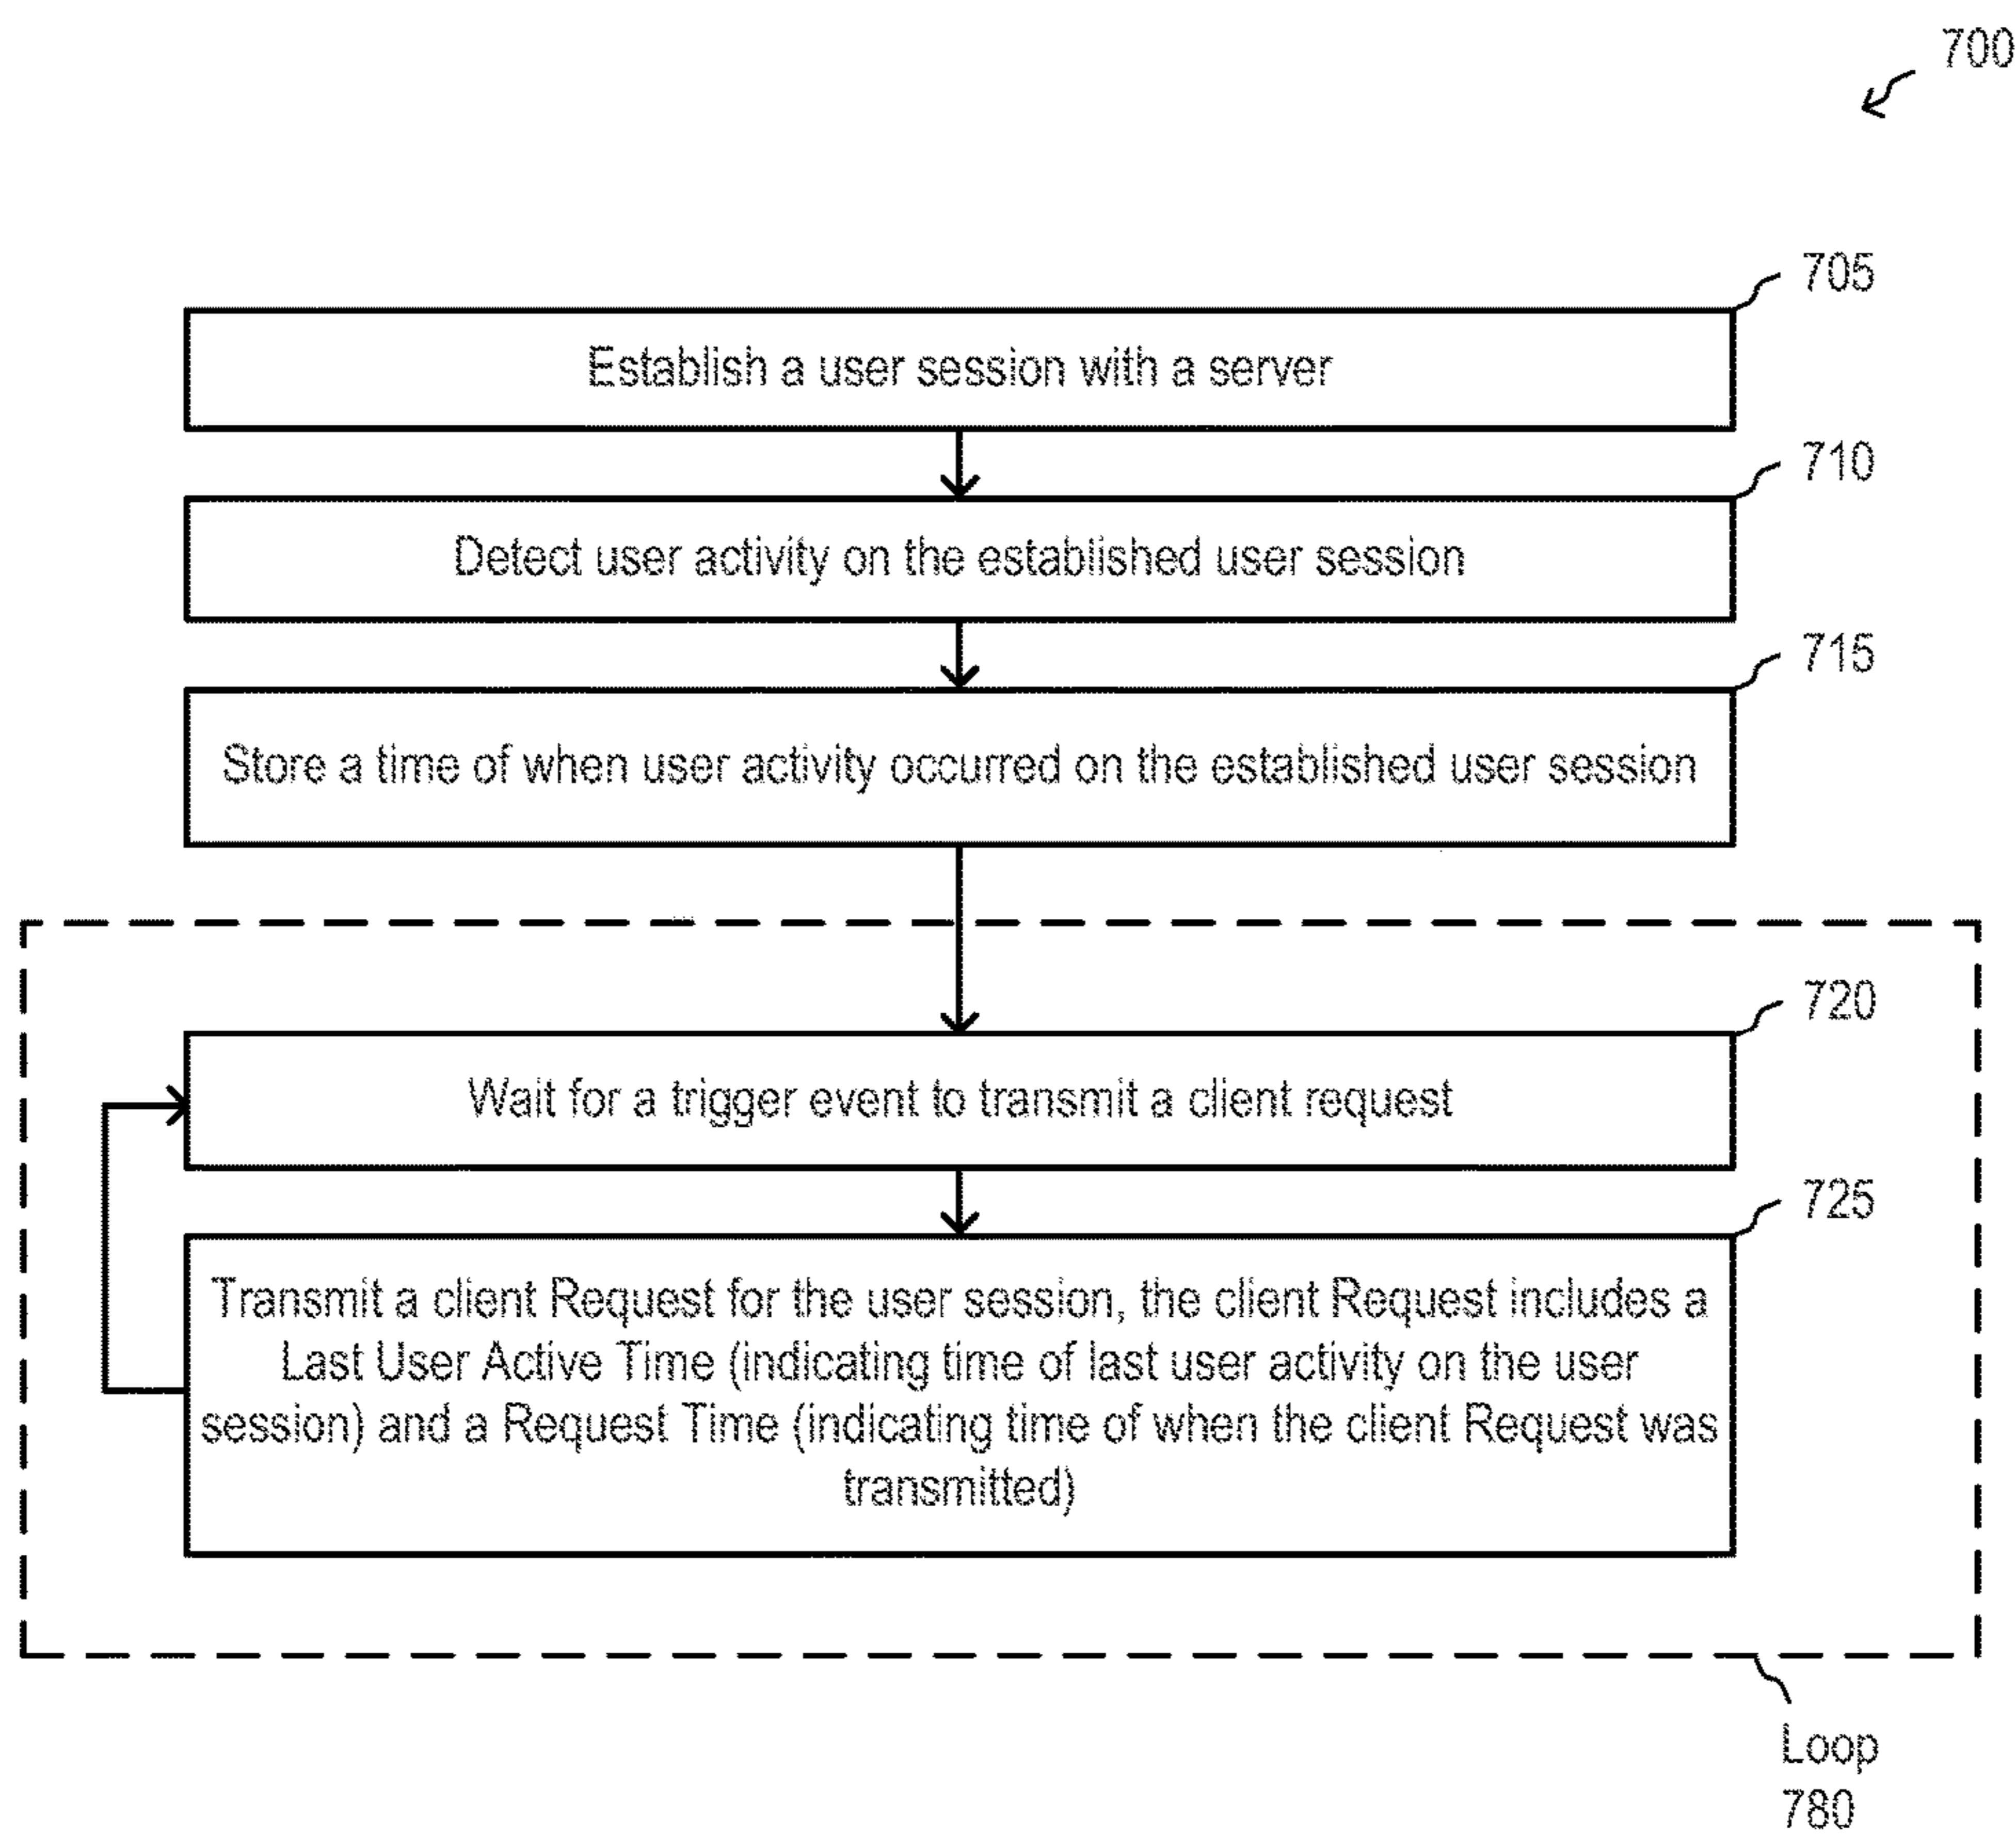 700
705
Establish a user session with a server
710
Detect user activity on the established user session
715
Store a time of when user activity occurred on the established user session
720
Wait for a trigger event to transmit a client request
725
Transmit a client Request for the user session, the client Request includes a
Last User Active Time (indicating time of last user activity on the user
session) and a Request Time (indicating time of when the client Request was
transmitted)
Loop
780